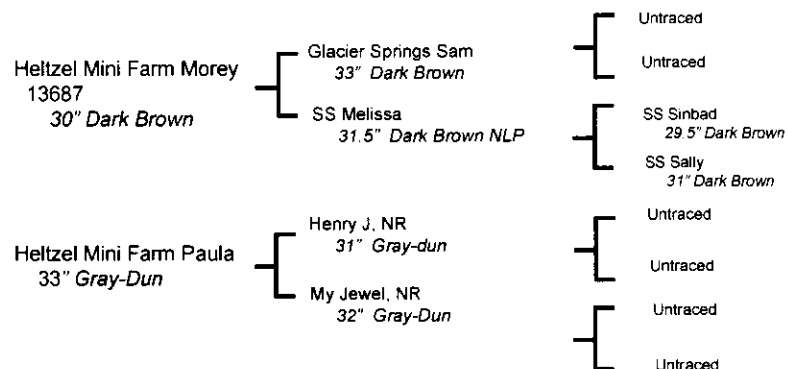 Heltzel Mini Farm Morey
13687
30" Dark Brown
Glacier Springs Sam
33" Dark Brown
SS Melissa
31.5" Dark Brown NLP
Untraced
Untraced
SS Sinbad
29.5" Dark Brown
SS Sally
31" Dark Brown
Heltzel Mini Farm Paula
33" Gray-Dun
Henry J, NR
31" Gray-dun
My Jewel, NR
32" Gray-Dun
Untraced
Untraced
Untraced
Untraced